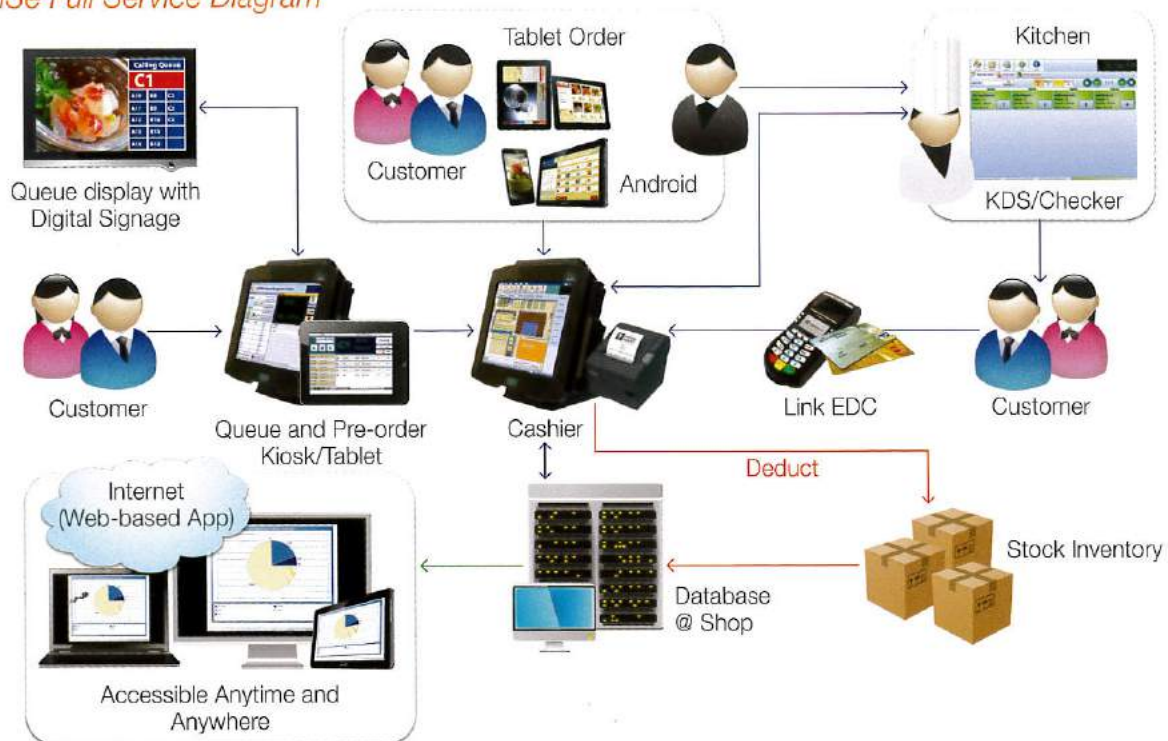 Full Service Diagram
Tablet Order
Kitchen
Calling Queue
C1
Customer
Android
KDS/Checker
Queue display with
Digital Signage
Customer
Queue and Pre-order
Kiosk/Tablet
Cashier
Link EDC
Customer
Deduct
Internet
(Web-based App)
Stock Inventory
Database
@ Shop
Accessible Anytime and
Anywhere